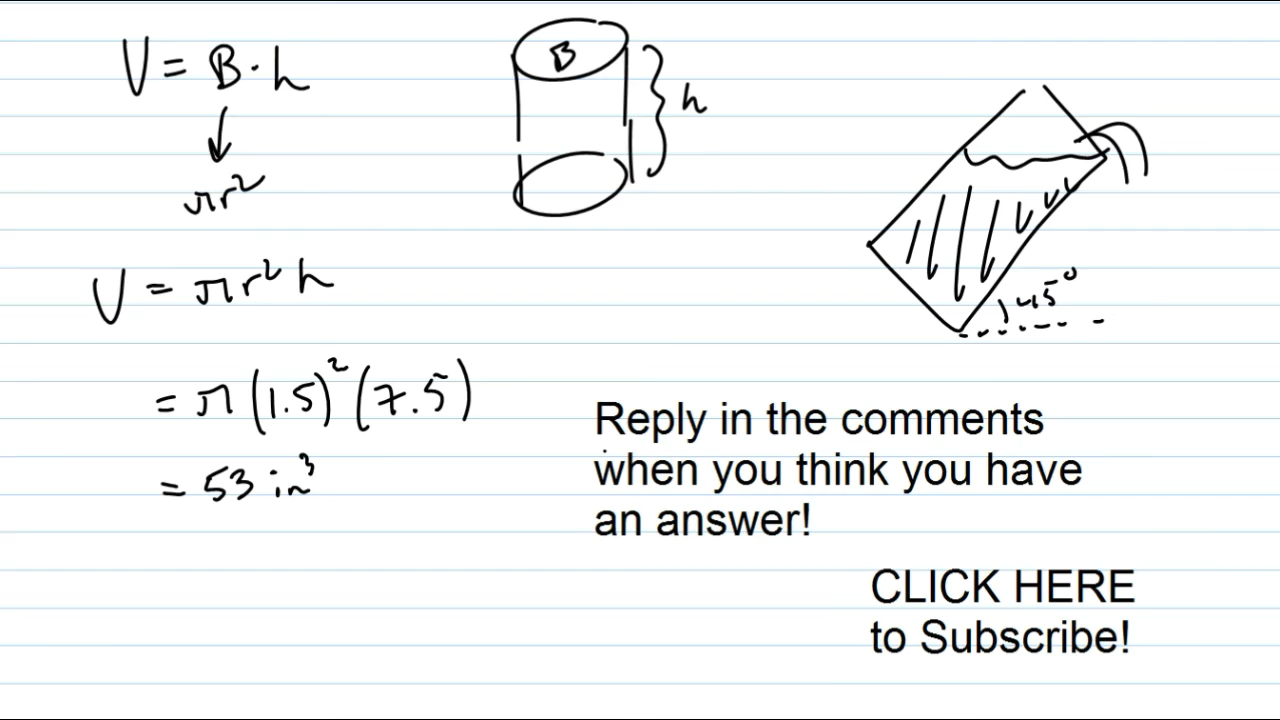 V = B · h
πr²
V = πr² h
= π(1.5)²(7.5)
= 53 in³
B
h
45°
Reply in the comments
when you think you have
an answer!
CLICK HERE
to Subscribe!